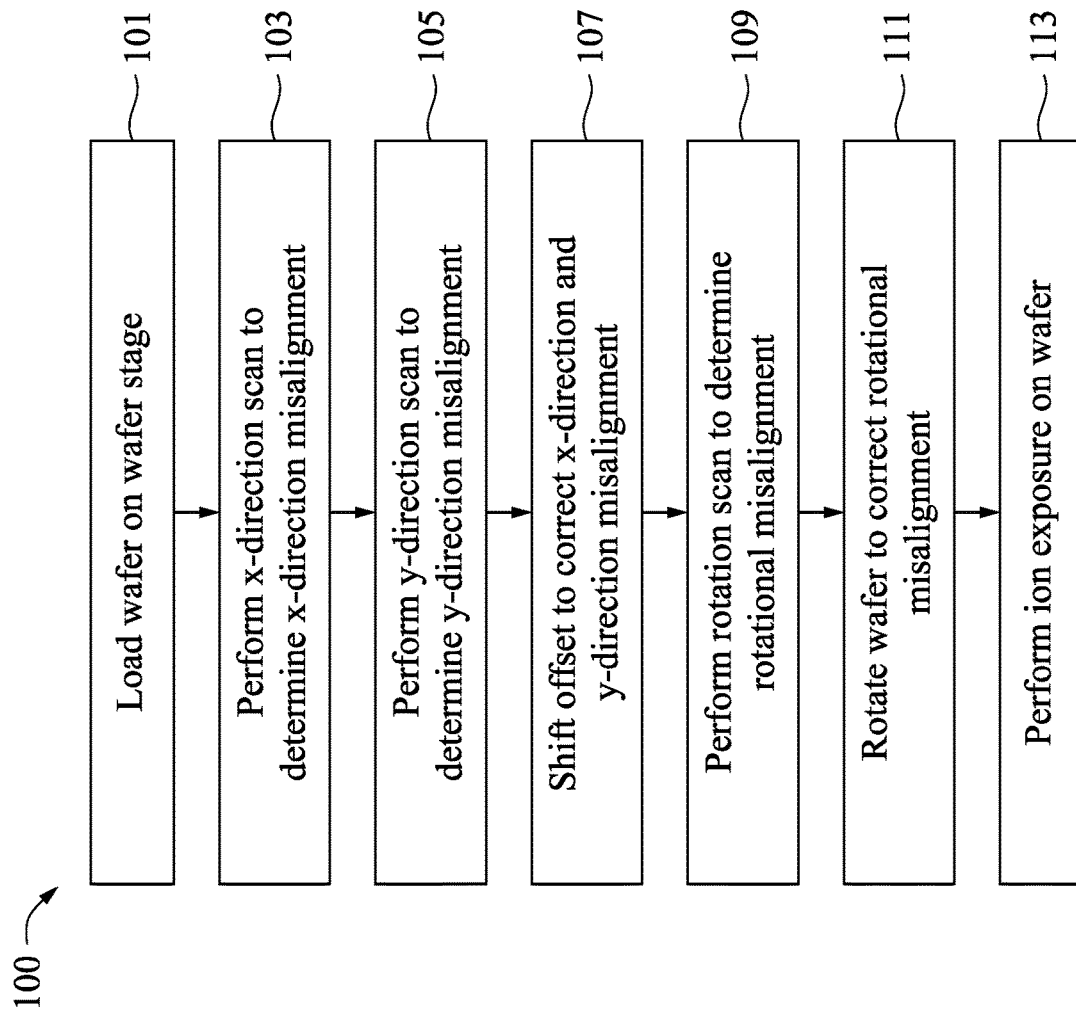 100
Load wafer on wafer stage
101
Perform x-direction scan to
determine x-direction misalignment
103
Perform y-direction scan to
determine y-direction misalignment
105
Shift offset to correct x-direction and
y-direction misalignment
107
Perform rotation scan to determine
rotational misalignment
109
Rotate wafer to correct rotational
misalignment
111
Perform ion exposure on wafer
113